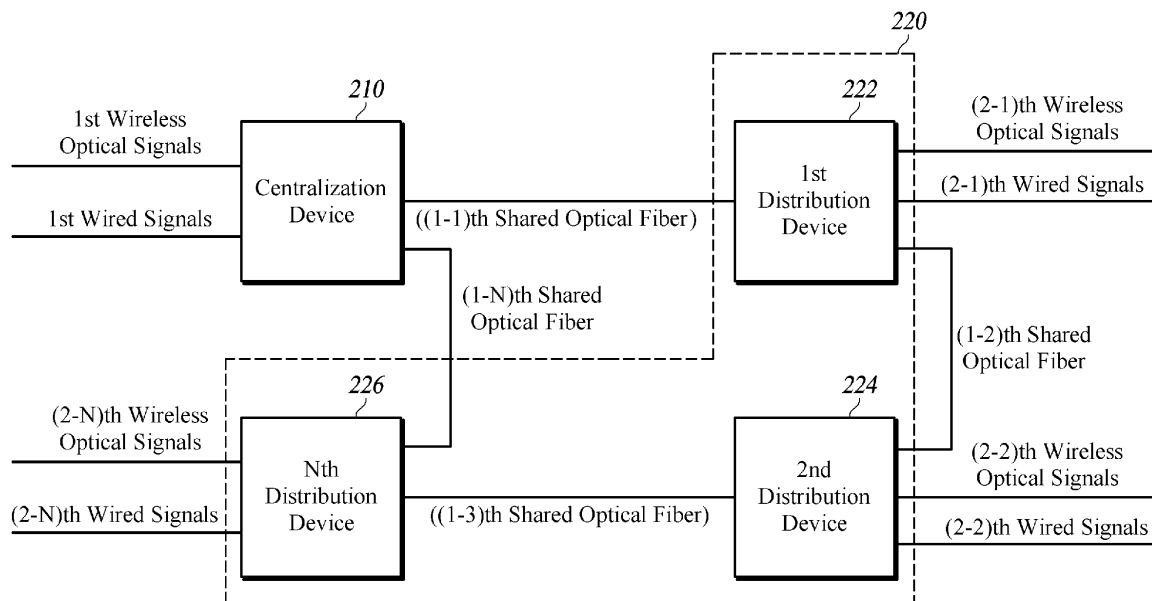 220
210
222
1st Wireless
Optical Signals
(2-1)th Wireless
Optical Signals
Centralization
Device
1st
Distribution
Device
(2-1)th Wired Signals
1st Wired Signals
((1-1)th Shared Optical Fiber)
(1-N)th Shared
Optical Fiber
(1-2)th Shared
Optical Fiber
226
224
(2-N)th Wireless
Optical Signals
(2-2)th Wireless
Optical Signals
Nth
Distribution
Device
2nd
Distribution
Device
(2-N)th Wired Signals
((1-3)th Shared Optical Fiber)
(2-2)th Wired Signals